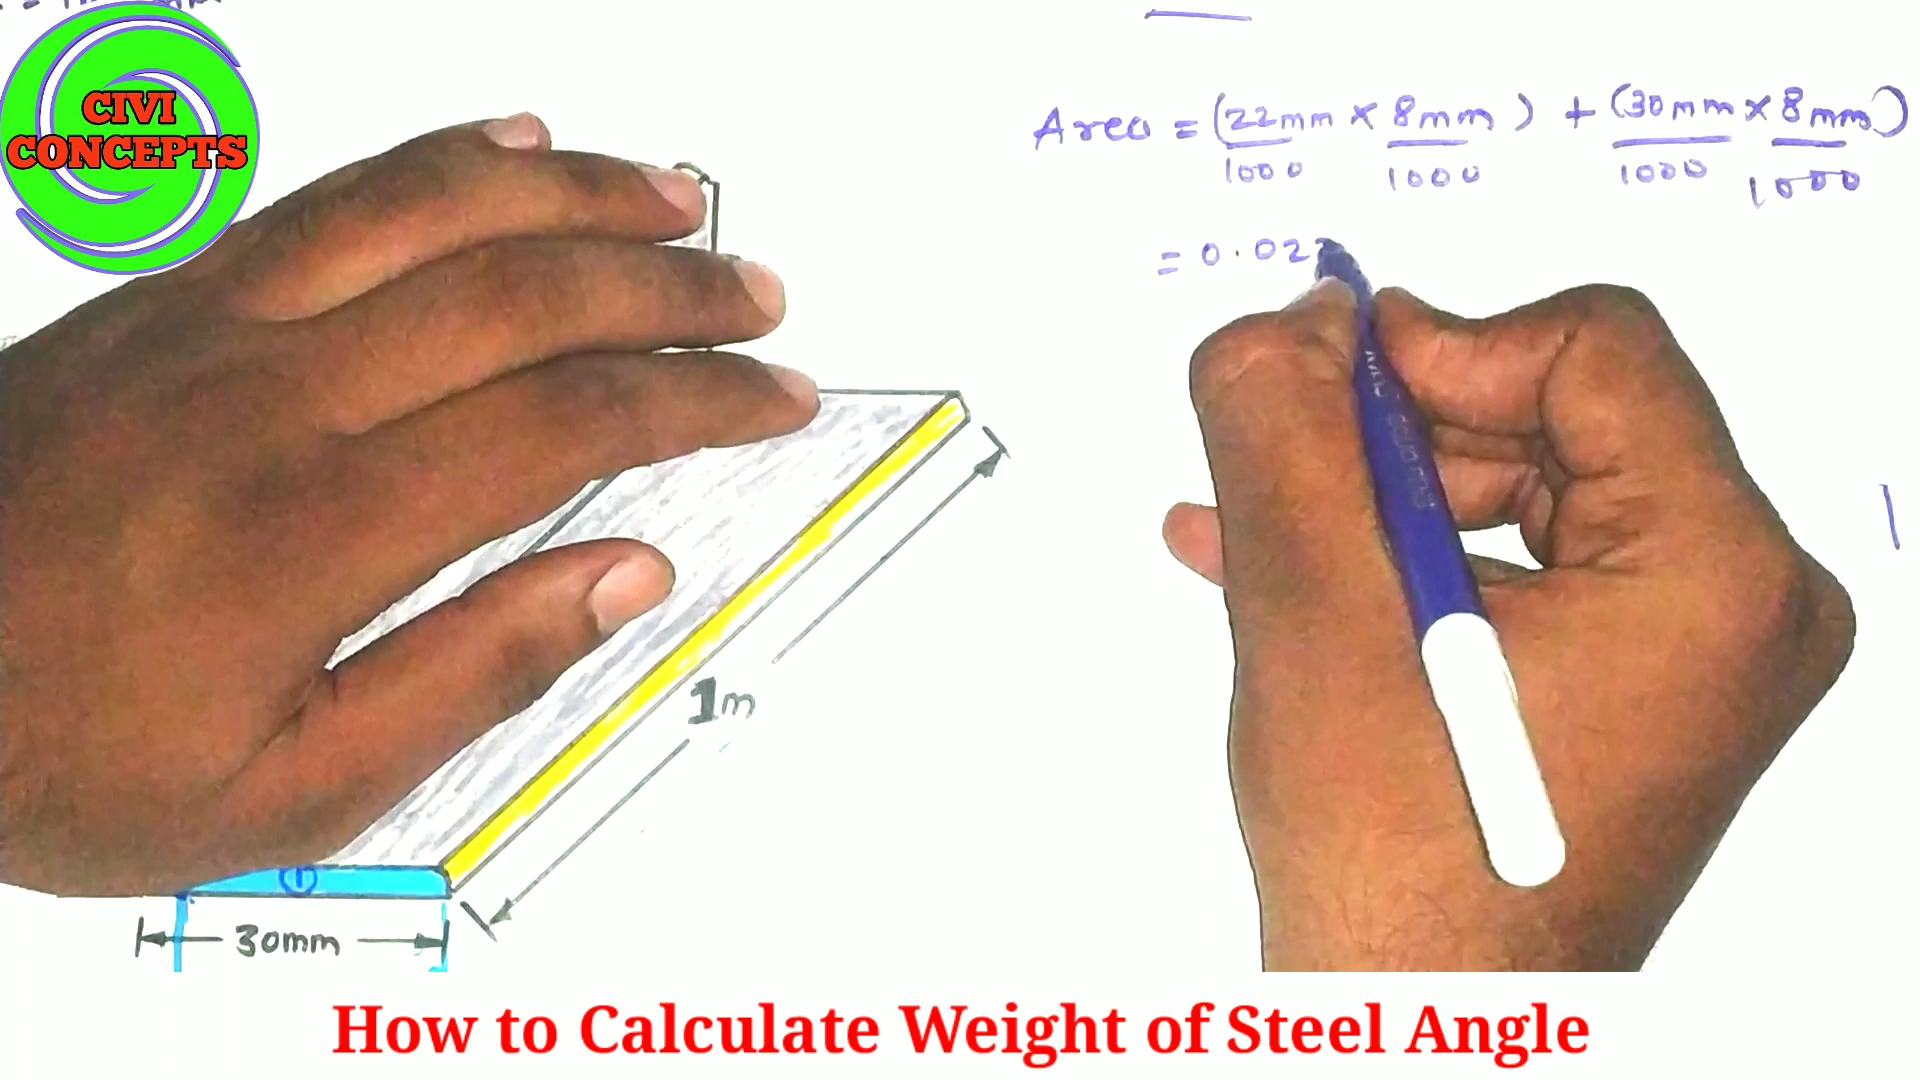 CIVI
CONCEPTS
Area = (22mm × 8mm) + (30mm × 8mm)
1000 1000 1000 1000
= 0.02
1m
1
30mm
How to Calculate Weight of Steel Angle